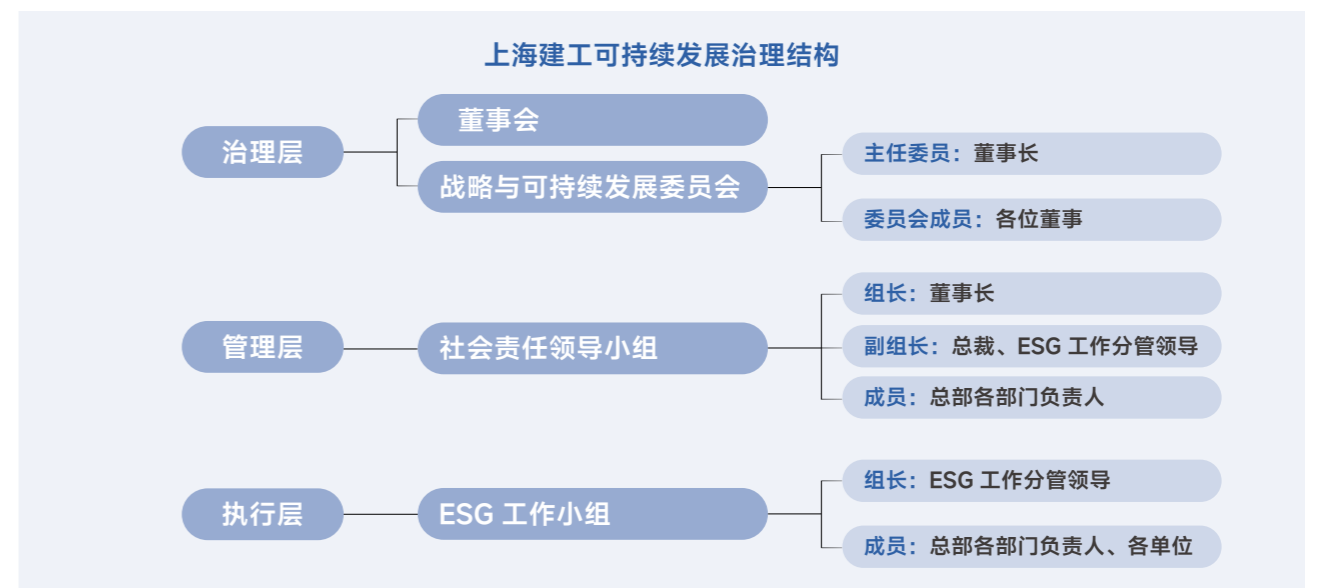 上海建工可持续发展治理结构
治理层
董事会
战略与可持续发展委员会
主任委员：董事长
委员会成员：各位董事
管理层
社会责任领导小组
组长：董事长
副组长：总裁、ESG 工作分管领导
成员：总部各部门负责人
执行层
ESG 工作小组
组长：ESG 工作分管领导
成员：总部各部门负责人、各单位